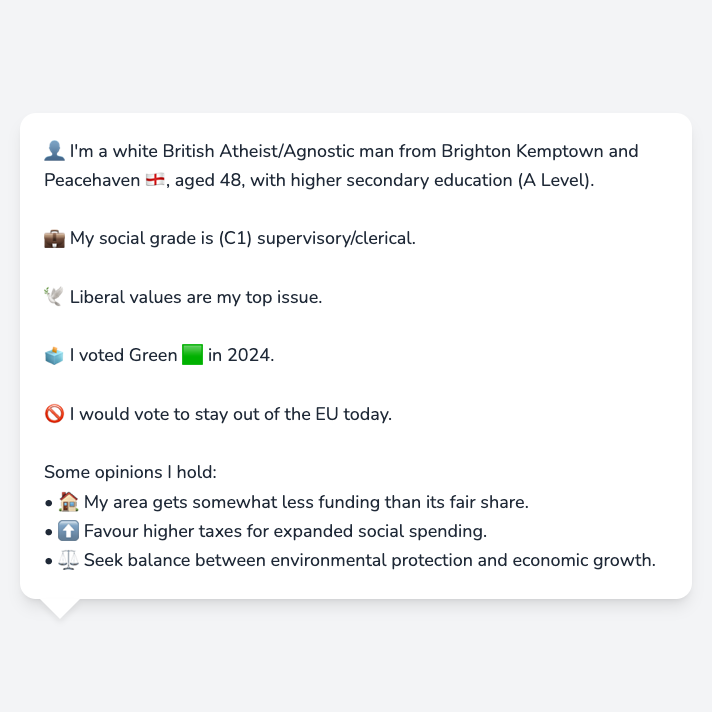 👤 I'm a white British Atheist/Agnostic man from Brighton Kemptown and
Peacehaven 🏴󠁧󠁢󠁥󠁮󠁧󠁿, aged 48, with higher secondary education (A Level).
💼 My social grade is (C1) supervisory/clerical.
🕊️ Liberal values are my top issue.
🗳️ I voted Green 🟩 in 2024.
🚫 I would vote to stay out of the EU today.
Some opinions I hold:
• 🏠 My area gets somewhat less funding than its fair share.
• ⬆️ Favour higher taxes for expanded social spending.
• ⚖️ Seek balance between environmental protection and economic growth.